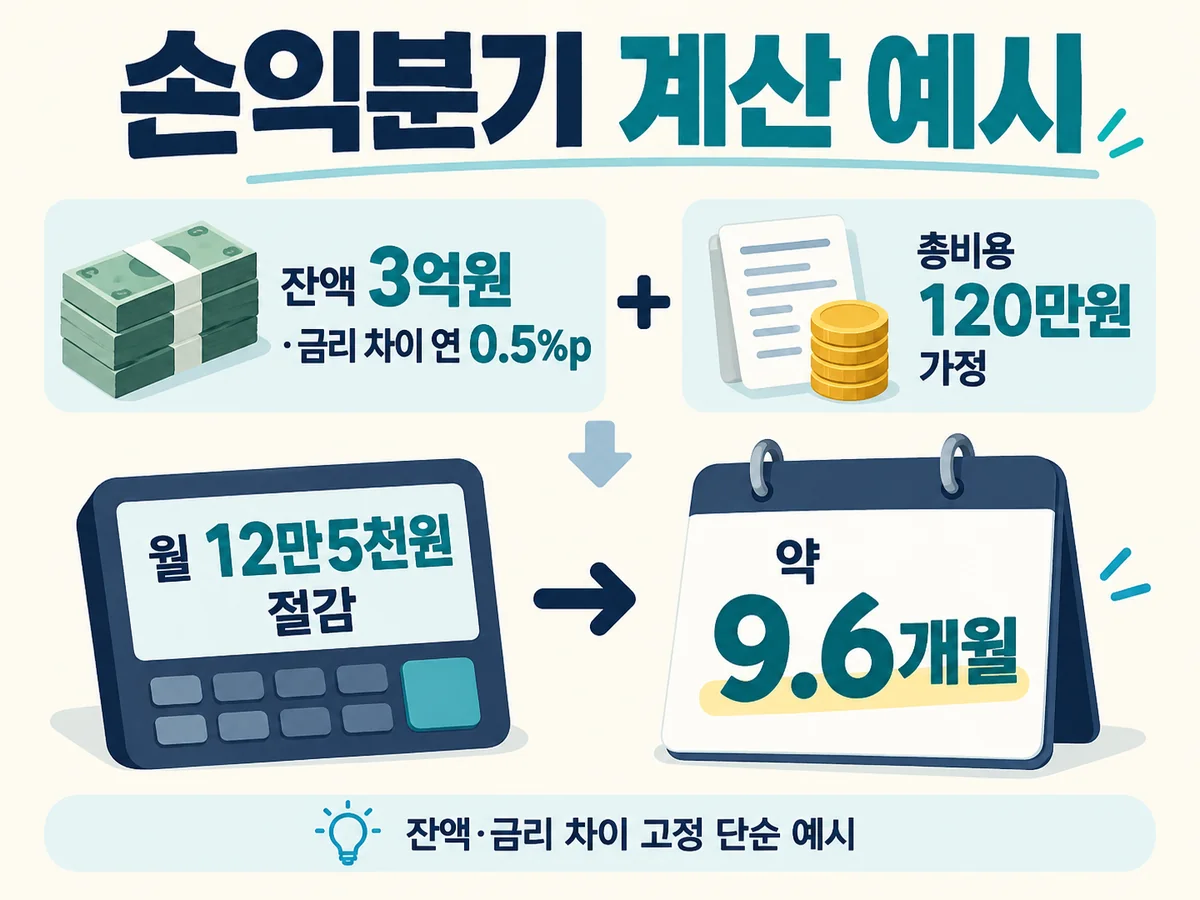 손익분기 계산 예시
잔액 3억원
·금리 차이 연 0.5%p
+
총비용
120만원
가정
월 12만5천원
절감
약
9.6개월
잔액·금리 차이 고정 단순 예시